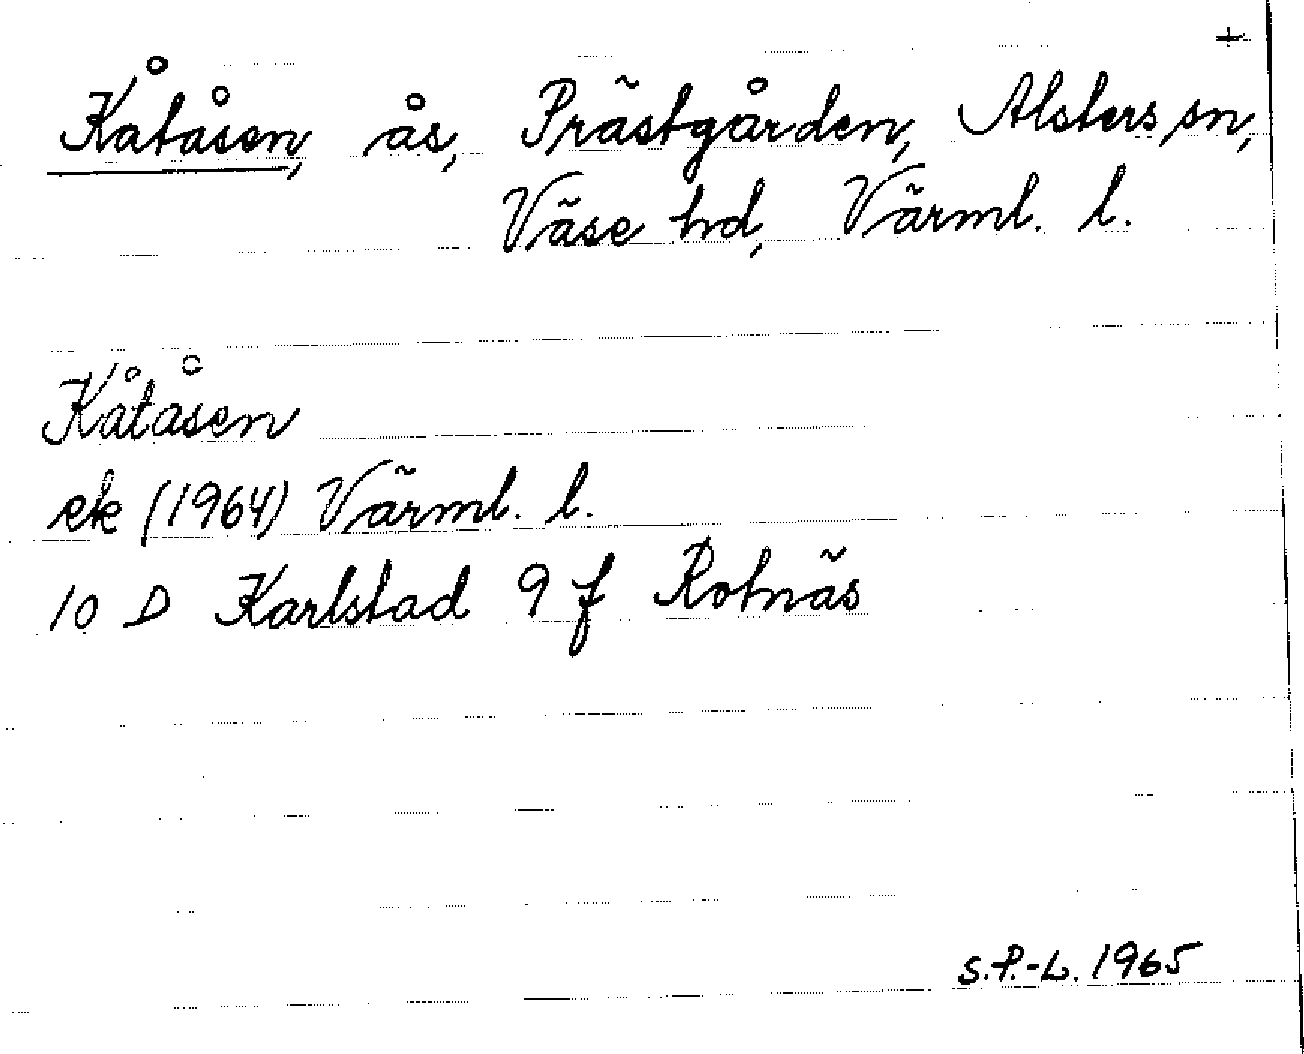 +
Kåtåsen, ås, Prästgården, Alsters sn,
Väse hd, Värml. l.
Kåtåsen
ek (1964) Värml. l.
10 D Karlstad 9 f Rotnäs
S.P.-L. 1965